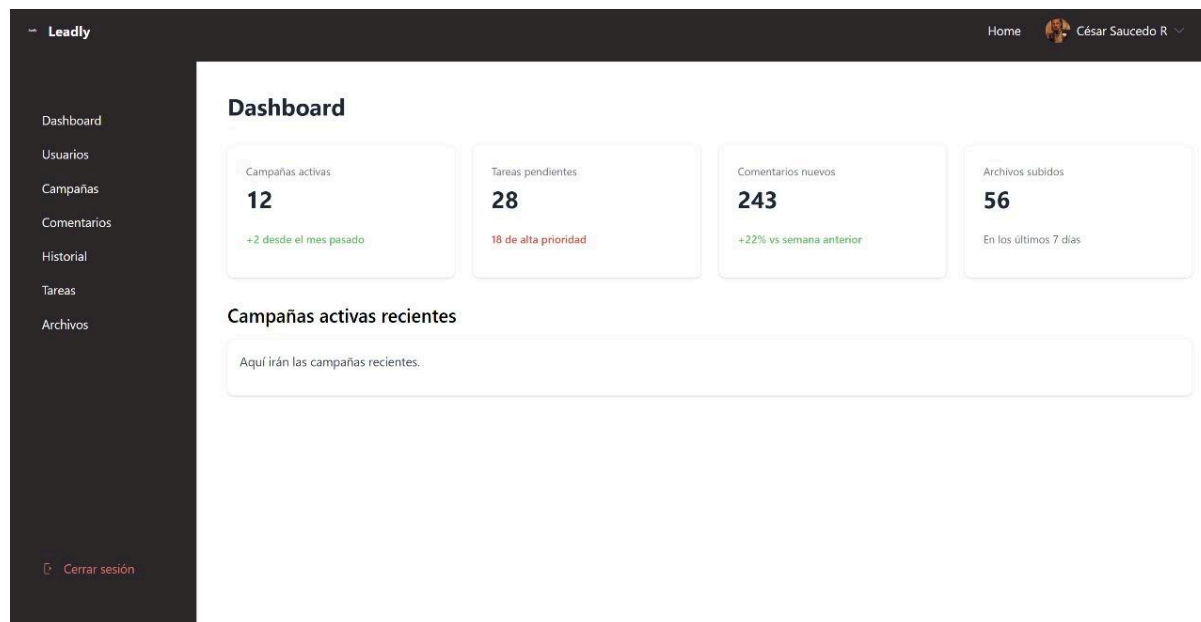 Leadly
Home
César Saucedo R
Dashboard
Usuarios
Campañas
Comentarios
Historial
Tareas
Archivos
Cerrar sesión
Dashboard
Campañas activas
12
+2 desde el mes pasado
Tareas pendientes
28
18 de alta prioridad
Comentarios nuevos
243
+22% vs semana anterior
Archivos subidos
56
En los últimos 7 días
Campañas activas recientes
Aquí irán las campañas recientes.